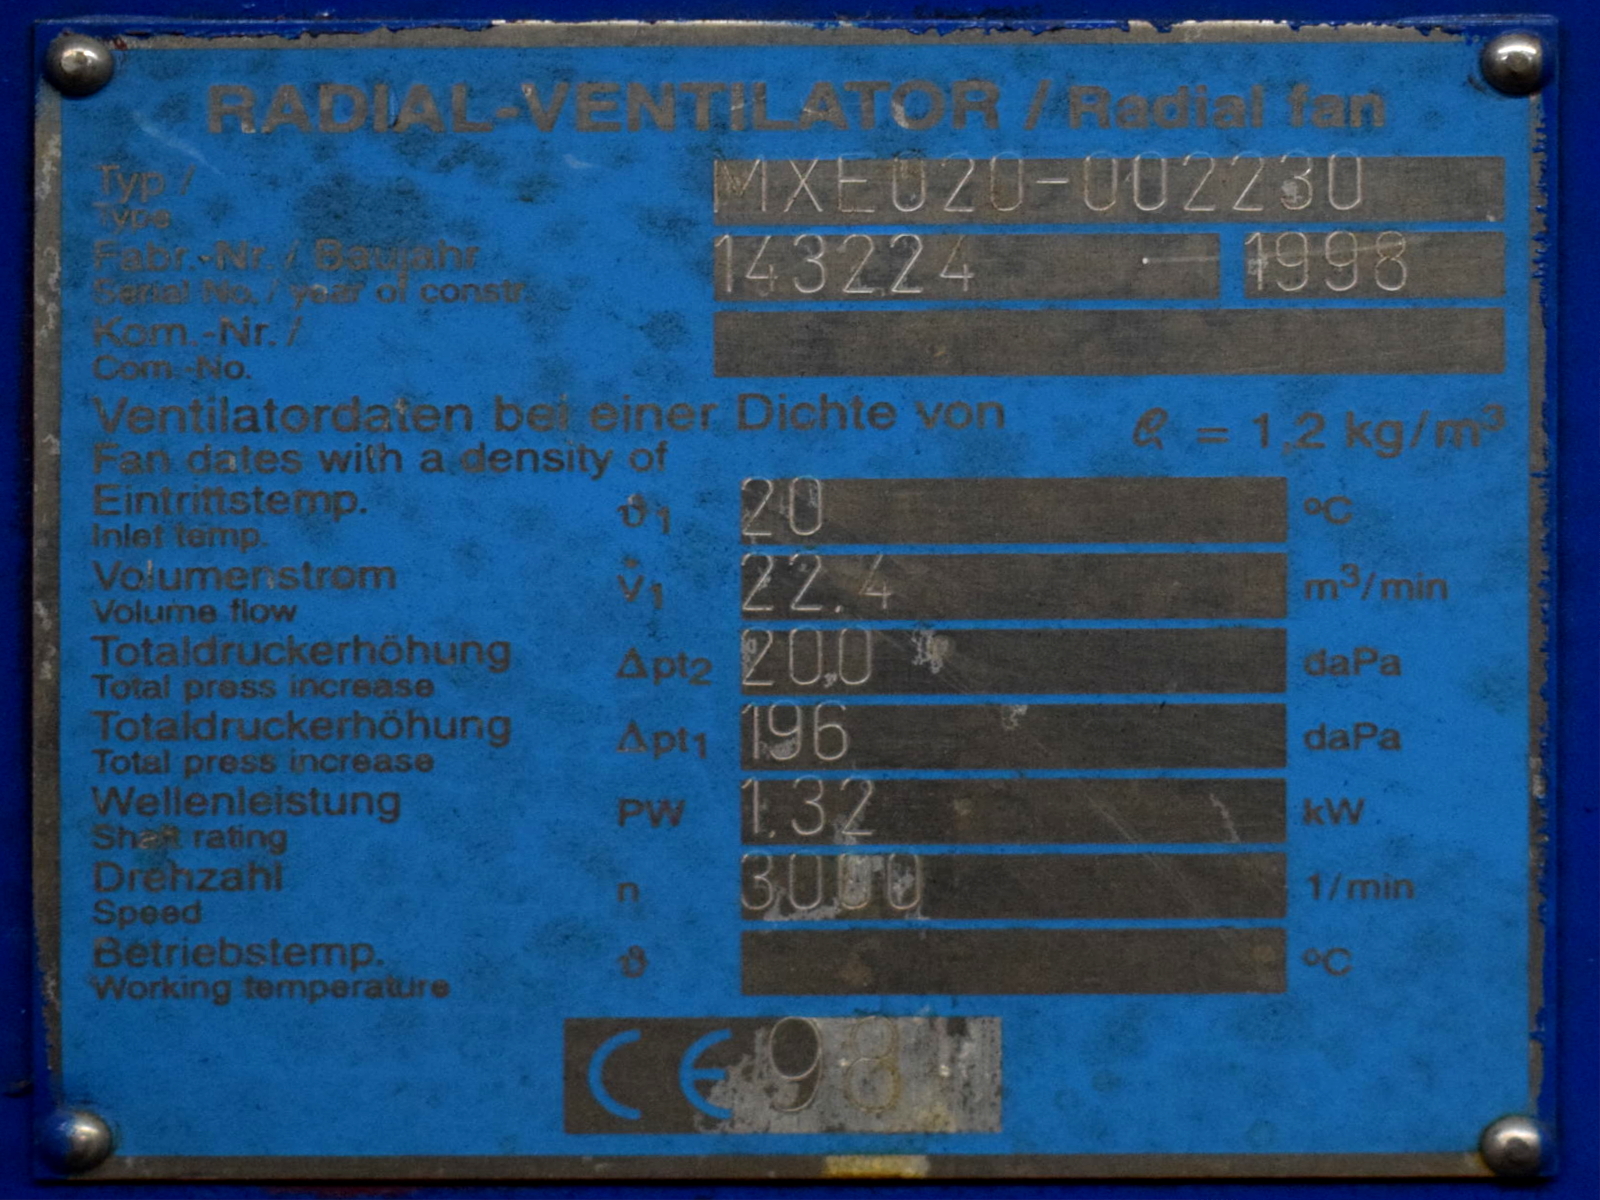 RADIAL-VENTILATOR / Radial fan
Typ / MXE020-002230
Type
Fabr.-Nr. / Baujahr 143224 1998
Serial No. / year of constr.
Kom.-Nr. /
Com.-No.
Ventilatordaten bei einer Dichte von ϱ = 1,2 kg/m³
Fan dates with a density of
Eintrittstemp. ϑ1 20 °C
Inlet temp.
Volumenstrom V̇1 22.4 m³/min
Volume flow
Totaldruckerhöhung Δpt2 200 daPa
Total press increase
Totaldruckerhöhung Δpt1 196 daPa
Total press increase
Wellenleistung PW 1.32 kW
Shaft rating
Drehzahl n 3000 1/min
Speed
Betriebstemp. ϑ °C
Working temperature
CE 98